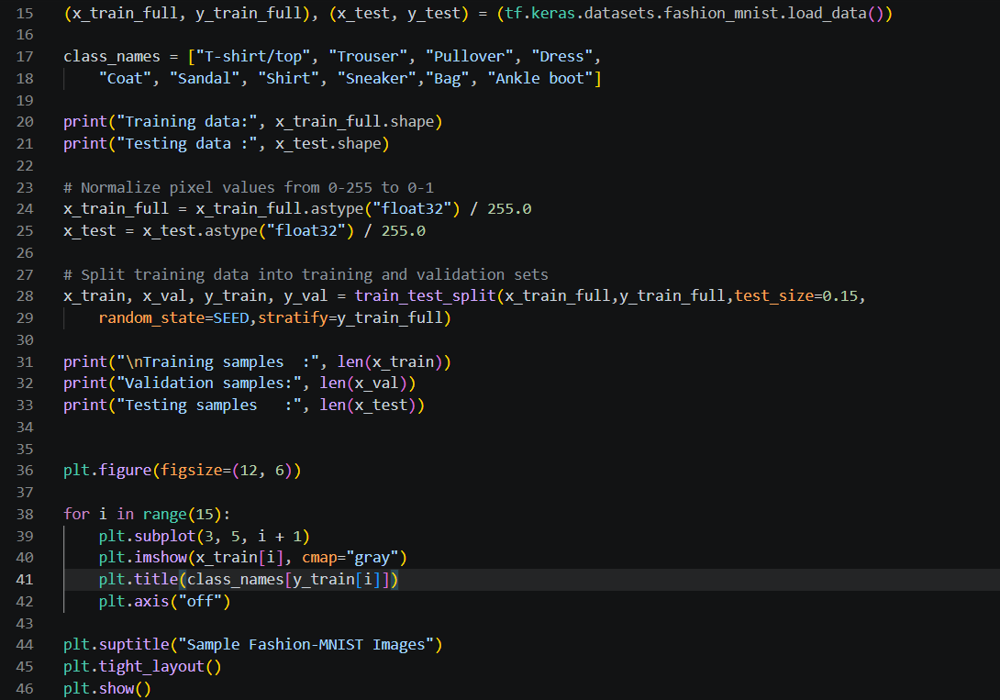 15 (x_train_full, y_train_full), (x_test, y_test) = (tf.keras.datasets.fashion_mnist.load_data())
16
17 class_names = ["T-shirt/top", "Trouser", "Pullover", "Dress",
18     "Coat", "Sandal", "Shirt", "Sneaker","Bag", "Ankle boot"]
19
20 print("Training data:", x_train_full.shape)
21 print("Testing data :", x_test.shape)
22
23 # Normalize pixel values from 0-255 to 0-1
24 x_train_full = x_train_full.astype("float32") / 255.0
25 x_test = x_test.astype("float32") / 255.0
26
27 # Split training data into training and validation sets
28 x_train, x_val, y_train, y_val = train_test_split(x_train_full,y_train_full,test_size=0.15,
29     random_state=SEED,stratify=y_train_full)
30
31 print("\nTraining samples  :", len(x_train))
32 print("Validation samples:", len(x_val))
33 print("Testing samples   :", len(x_test))
34
35
36 plt.figure(figsize=(12, 6))
37
38 for i in range(15):
39     plt.subplot(3, 5, i + 1)
40     plt.imshow(x_train[i], cmap="gray")
41     plt.title(class_names[y_train[i]])
42     plt.axis("off")
43
44 plt.suptitle("Sample Fashion-MNIST Images")
45 plt.tight_layout()
46 plt.show()